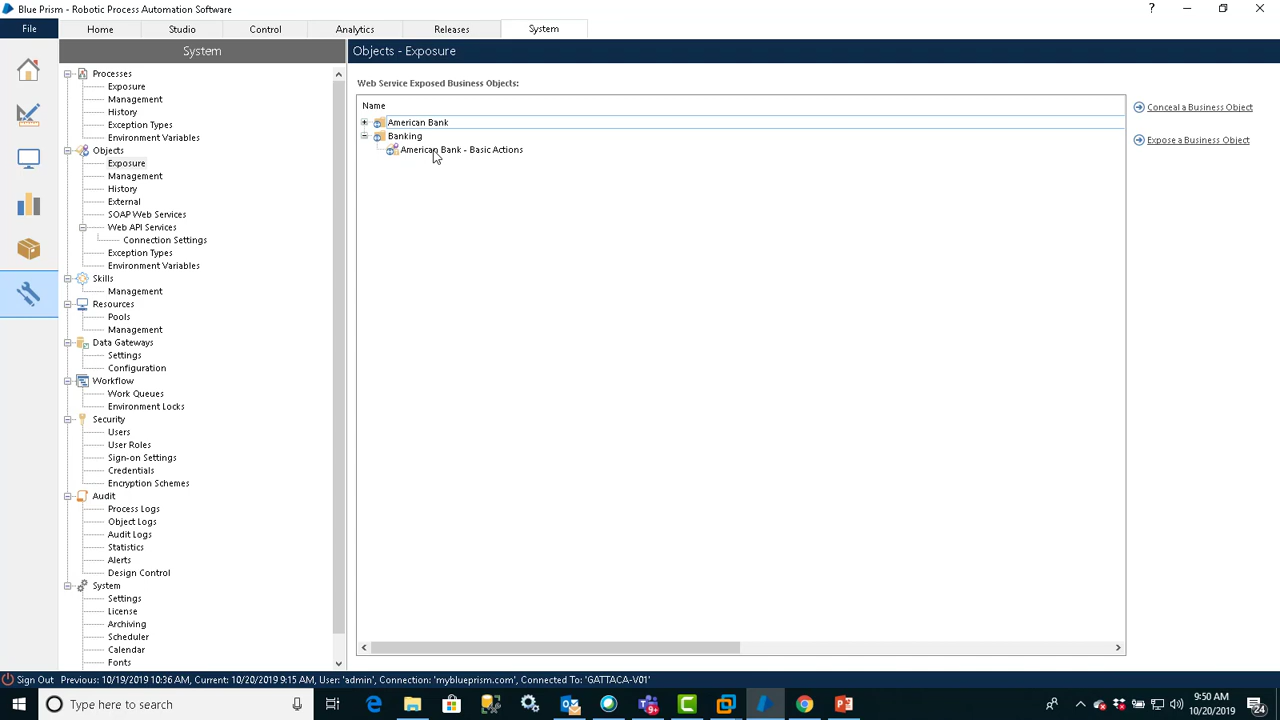 Blue Prism - Robotic Process Automation Software
?
File
Home
Studio
Control
Analytics
Releases
System
System
Objects - Exposure
Processes
Exposure
Management
History
Exception Types
Environment Variables
Objects
Exposure
Management
History
External
SOAP Web Services
Web API Services
Connection Settings
Exception Types
Environment Variables
Skills
Management
Resources
Pools
Management
Data Gateways
Settings
Configuration
Workflow
Work Queues
Environment Locks
Security
Users
User Roles
Sign-on Settings
Credentials
Encryption Schemes
Audit
Process Logs
Object Logs
Audit Logs
Statistics
Alerts
Design Control
System
Settings
License
Archiving
Scheduler
Calendar
Fonts
Web Service Exposed Business Objects:
Name
American Bank
Banking
American Bank - Basic Actions
Conceal a Business Object
Expose a Business Object
Sign Out Previous: 10/19/2019 10:36 AM, Current: 10/20/2019 9:15 AM, User: 'admin', Connection: 'myblueprism.com', Connected To: 'GATTACA-V01'
Type here to search
9:50 AM
10/20/2019
24